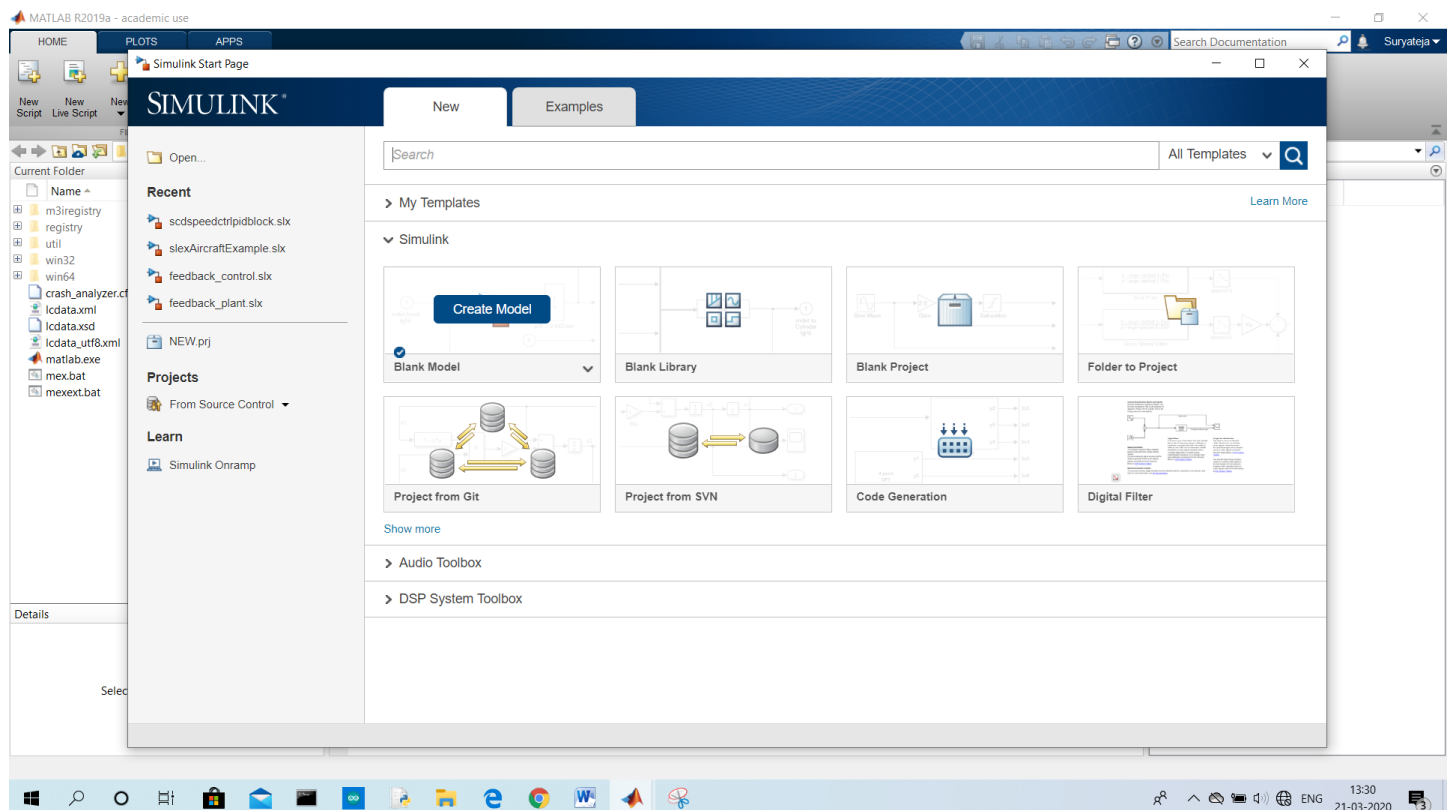 MATLAB R2019a - academic use
HOME PLOTS APPS
Search Documentation
Suryateja
Simulink Start Page
New Script
New Live Script
New
SIMULINK®
New Examples
Open...
Search
All Templates
Current Folder
Name
m3iregistry
registry
util
win32
win64
crash_analyzer.cf
lcdata.xml
lcdata.xsd
lcdata_utf8.xml
matlab.exe
mex.bat
mexext.bat
Details
Selec
Recent
scdspeedctrlpidblock.slx
slexAircraftExample.slx
feedback_control.slx
feedback_plant.slx
NEW.prj
Projects
From Source Control
Learn
Simulink Onramp
My Templates
Learn More
Simulink
Create Model
Blank Model
Blank Library
Blank Project
Folder to Project
Project from Git
Project from SVN
Code Generation
Digital Filter
Show more
Audio Toolbox
DSP System Toolbox
ENG
13:30
21-03-2020
3